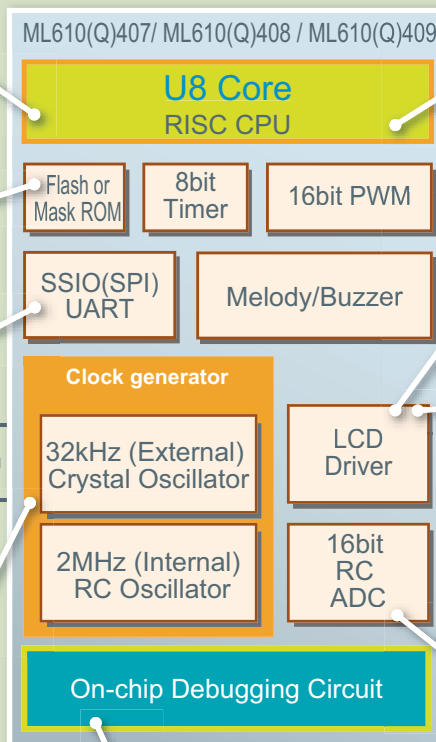 ML610(Q)407/ ML610(Q)408 / ML610(Q)409
U8 Core
RISC CPU
Flash or
Mask ROM
8bit
Timer
16bit PWM
SSIO(SPI)
UART
Melody/Buzzer
Clock generator
32kHz (External)
Crystal Oscillator
2MHz (Internal)
RC Oscillator
LCD
Driver
16bit
RC
ADC
On-chip Debugging Circuit